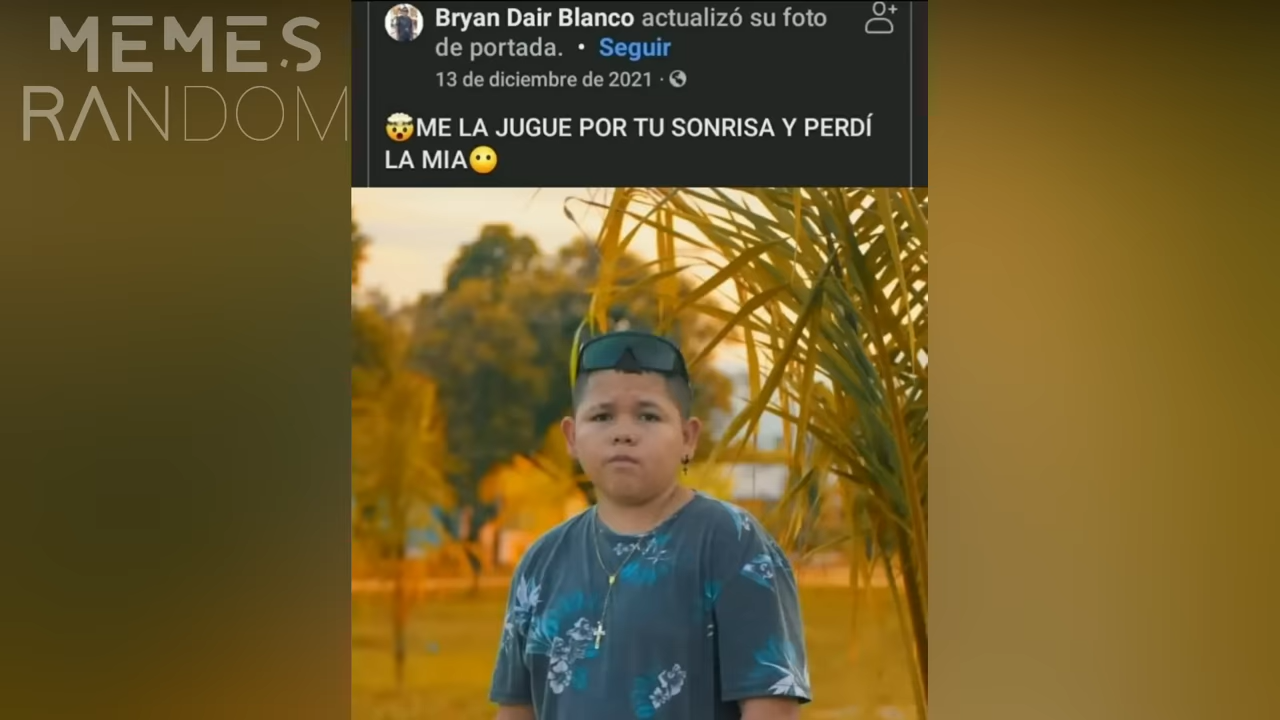 MEMES
RANDOM
Bryan Dair Blanco actualizó su foto
de portada. • Seguir
13 de diciembre de 2021 ·
🤯ME LA JUGUE POR TU SONRISA Y PERDÍ
LA MIA😶